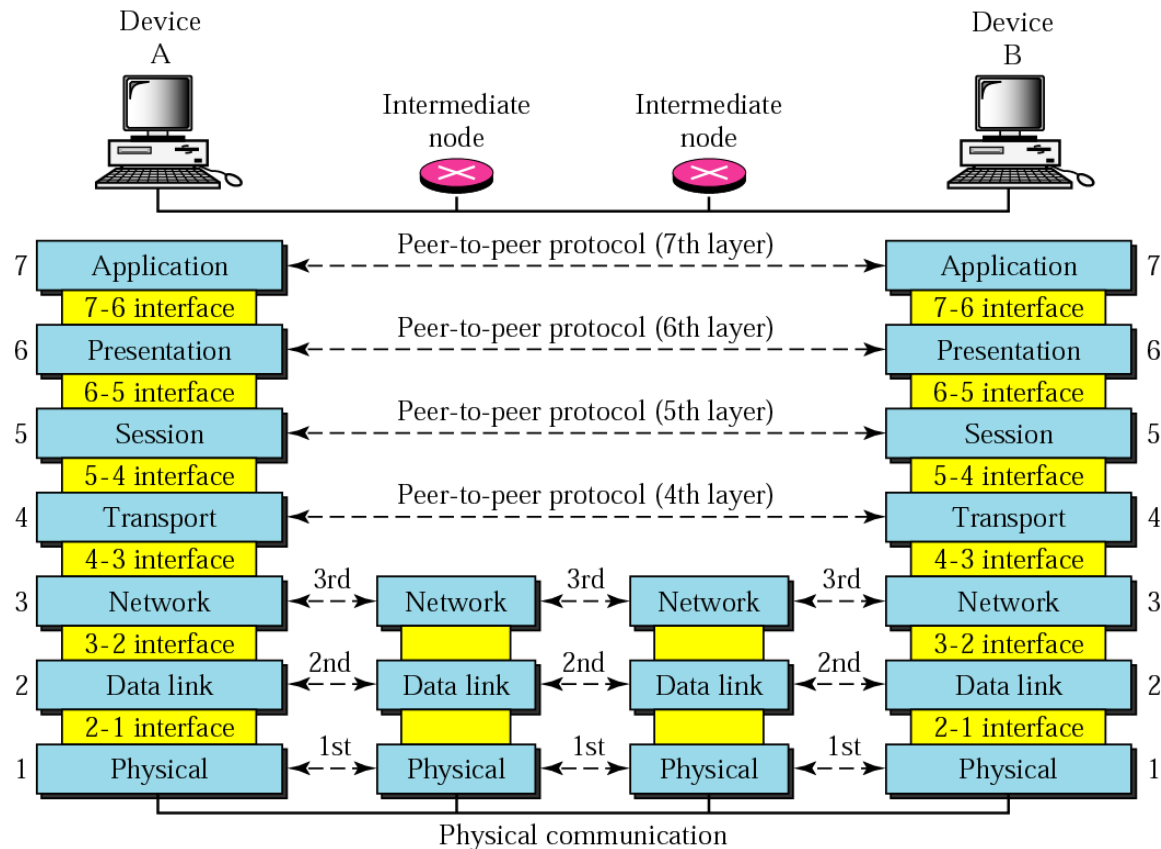 Device
A
Device
B
Intermediate
node
Intermediate
node
Peer-to-peer protocol (7th layer)
7 Application
Application 7
7-6 interface
7-6 interface
Peer-to-peer protocol (6th layer)
6 Presentation
Presentation 6
6-5 interface
6-5 interface
Peer-to-peer protocol (5th layer)
5 Session
Session 5
5-4 interface
5-4 interface
Peer-to-peer protocol (4th layer)
4 Transport
Transport 4
4-3 interface
4-3 interface
3rd 3rd 3rd
3 Network Network Network Network 3
3-2 interface
3-2 interface
2nd 2nd 2nd
2 Data link Data link Data link Data link 2
2-1 interface
2-1 interface
1st 1st 1st
1 Physical Physical Physical Physical 1
Physical communication